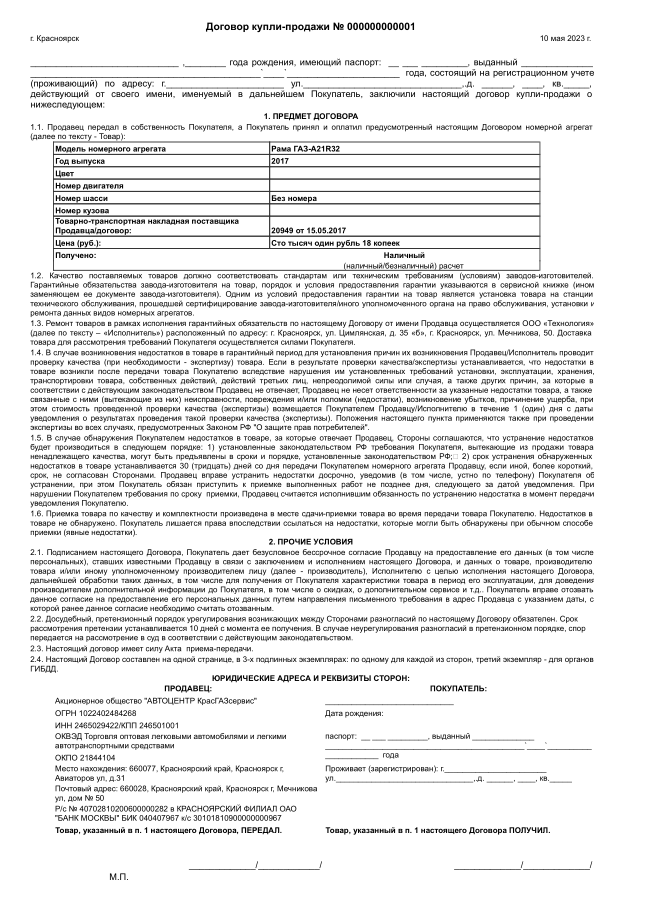 Договор купли-продажи № 000000000001
г. Красноярск 10 мая 2023 г.
______________________________ ,________ года рождения, имеющий паспорт: __ ___ _________, выданный ______________
______________________________________________.____.____________________________ года, состоящий на регистрационном учете
(проживающий) по адресу: г.________________________ ул.______________________________,д. ______, ____, кв._____,
действующий от своего имени, именуемый в дальнейшем Покупатель, заключили настоящий договор купли-продажи о
нижеследующем:
1. ПРЕДМЕТ ДОГОВОРА
1.1. Продавец передал в собственность Покупателя, а Покупатель принял и оплатил предусмотренный настоящим Договором номерной агрегат
(далее по тексту - Товар):
Модель номерного агрегата Рама ГАЗ-А21R32
Год выпуска 2017
Цвет
Номер двигателя
Номер шасси Без номера
Номер кузова
Товарно-транспортная накладная поставщика
Продавца/договор: 20949 от 15.05.2017
Цена (руб.): Сто тысяч один рубль 18 копеек
Получено: Наличный
(наличный/безналичный) расчет
1.2. Качество поставляемых товаров должно соответствовать стандартам или техническим требованиям (условиям) заводов-изготовителей.
Гарантийные обязательства завода-изготовителя на товар, порядок и условия предоставления гарантии указываются в сервисной книжке (ином
заменяющем ее документе завода-изготовителя). Одним из условий предоставления гарантии на товар является установка товара на станции
технического обслуживания, прошедшей сертифицирование завода-изготовителя/иного уполномоченного органа на право обслуживания, установки и
ремонта данных видов номерных агрегатов.
1.3. Ремонт товаров в рамках исполнения гарантийных обязательств по настоящему Договору от имени Продавца осуществляется ООО «Технология»
(далее по тексту – «Исполнитель») расположенный по адресу: г. Красноярск, ул. Цимлянская, д. 35 «б», г. Красноярск, ул. Мечникова, 50. Доставка
товара для рассмотрения требований Покупателя осуществляется силами Покупателя.
1.4. В случае возникновения недостатков в товаре в гарантийный период для установления причин их возникновения Продавец/Исполнитель проводит
проверку качества (при необходимости - экспертизу) товара. Если в результате проверки качества/экспертизы устанавливается, что недостатки в
товаре возникли после передачи Покупателю вследствие нарушения им установленных требований установки, эксплуатации, хранения,
транспортировки товара, собственных действий, действий третьих лиц, непреодолимой силы или случая, а также других причин, за которые в
соответствии с действующим законодательством Продавец не отвечает, Продавец не несет ответственности за указанные недостатки товара, а также
связанные с ними (вытекающие из них) неисправности, повреждения и/или поломки (недостатки), возникновение убытков, причинение ущерба, при
этом стоимость проведенной проверки качества (экспертизы) возмещается Покупателем Продавцу/Исполнителю в течение 1 (один) дня с даты
уведомления о результатах проведения такой проверки качества (экспертизы). Положения настоящего пункта применяются также при проведении
экспертизы во всех случаях, предусмотренных Законом РФ "О защите прав потребителей".
1.5. В случае обнаружения Покупателем недостатков в товаре, за которые отвечает Продавец, Стороны соглашаются, что устранение недостатков
будет производиться в следующем порядке: 1) установленные законодательством РФ требования Покупателя, вытекающие из продажи товара
ненадлежащего качества, могут быть предъявлены в сроки и порядке, установленные законодательством РФ;□ 2) срок устранения обнаруженных
недостатков в товаре устанавливается 30 (тридцать) дней со дня передачи Покупателем номерного агрегата Продавцу, если иной, более короткий,
срок, не согласован Сторонами. Продавец вправе устранить недостатки досрочно, уведомив (в том числе, устно по телефону) Покупателя об
устранении, при этом Покупатель обязан приступить к приемке выполненных работ не позднее дня, следующего за датой уведомления. При
нарушении Покупателем требования по сроку приемки, Продавец считается исполнившим обязанность по устранению недостатка в момент передачи
уведомления Покупателю.
1.6. Приемка товара по качеству и комплектности произведена в месте сдачи-приемки товара во время передачи товара Покупателю. Недостатков в
товаре не обнаружено. Покупатель лишается права впоследствии ссылаться на недостатки, которые могли быть обнаружены при обычном способе
приемки (явные недостатки).
2. ПРОЧИЕ УСЛОВИЯ
2.1. Подписанием настоящего Договора, Покупатель дает безусловное бессрочное согласие Продавцу на предоставление его данных (в том числе
персональных), ставших известными Продавцу в связи с заключением и исполнением настоящего Договора, и данных о товаре, производителю
товара и/или иному уполномоченному производителем лицу (далее - производитель), Исполнителю с целью исполнения настоящего Договора,
дальнейшей обработки таких данных, в том числе для получения от Покупателя характеристики товара в период его эксплуатации, для доведения
производителем дополнительной информации до Покупателя, в том числе о скидках, о дополнительном сервисе и т.д.. Покупатель вправе отозвать
данное согласие на предоставление его персональных данных путем направления письменного требования в адрес Продавца с указанием даты, с
которой ранее данное согласие необходимо считать отозванным.
2.2. Досудебный, претензионный порядок урегулирования возникающих между Сторонами разногласий по настоящему Договору обязателен. Срок
рассмотрения претензии устанавливается 10 дней с момента ее получения. В случае неурегулирования разногласий в претензионном порядке, спор
передается на рассмотрение в суд в соответствии с действующим законодательством.
2.3. Настоящий договор имеет силу Акта приема-передачи.
2.4. Настоящий Договор составлен на одной странице, в 3-х подлинных экземплярах: по одному для каждой из сторон, третий экземпляр - для органов
ГИБДД.
ЮРИДИЧЕСКИЕ АДРЕСА И РЕКВИЗИТЫ СТОРОН:
ПРОДАВЕЦ: ПОКУПАТЕЛЬ:
Акционерное общество "АВТОЦЕНТР КрасГАЗсервис" ______________________________
ОГРН 1022402484268 Дата рождения:
ИНН 2465029422/КПП 246501001
ОКВЭД Торговля оптовая легковыми автомобилями и легкими паспорт: __ ___ _________, выданный ______________
автотранспортными средствами ______________________________________________.____.__________
____________ года
ОКПО 21844104
Место нахождения: 660077, Красноярский край, Красноярск г, Проживает (зарегистрирован): г.________________________
Авиаторов ул, д.31 ул.______________________________,д. ______, ____, кв._____
Почтовый адрес: 660028, Красноярский край, Красноярск г, Мечникова
ул, дом № 50
Р/с № 40702810200600000282 в КРАСНОЯРСКИЙ ФИЛИАЛ ОАО
"БАНК МОСКВЫ" БИК 040407967 к/с 30101810900000000967
Товар, указанный в п. 1 настоящего Договора, ПЕРЕДАЛ. Товар, указанный в п. 1 настоящего Договора ПОЛУЧИЛ.
________________/_______________ ________________/_________________
М.П.